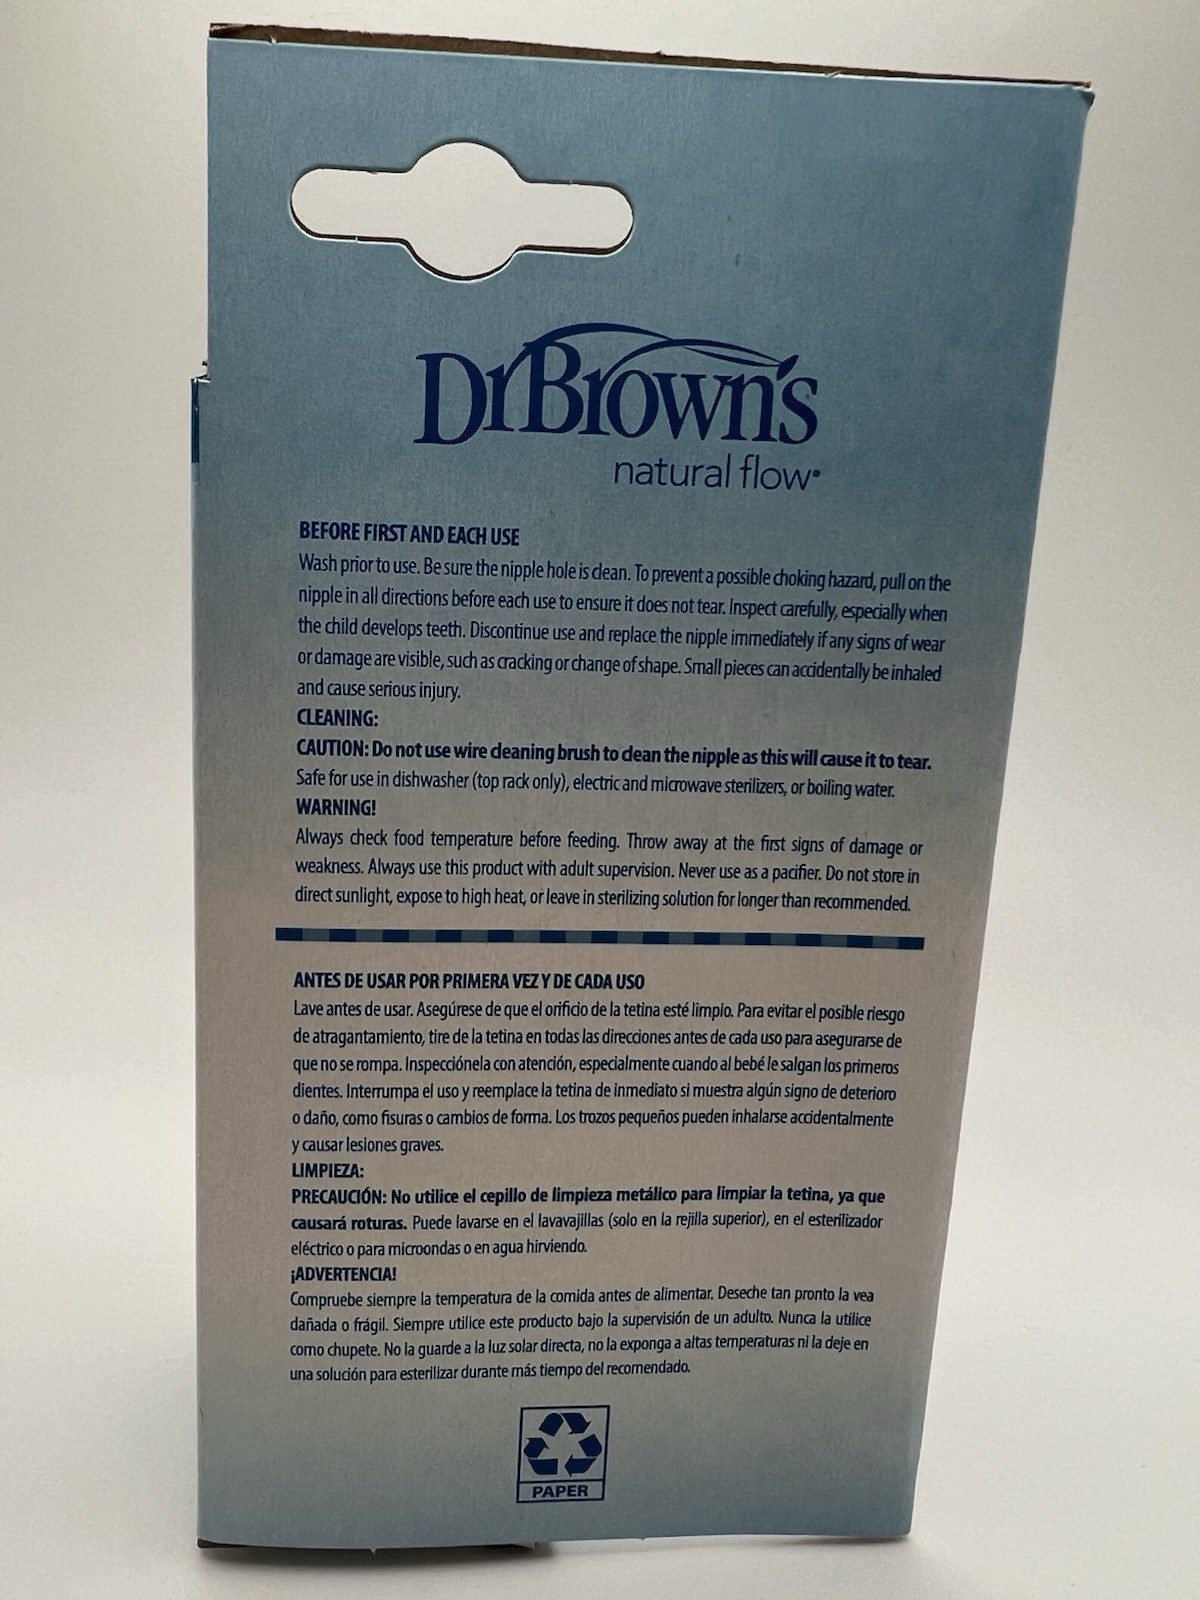 Dr Brown's
natural flow®
BEFORE FIRST AND EACH USE
Wash prior to use. Be sure the nipple hole is clean. To prevent a possible choking hazard, pull on the
nipple in all directions before each use to ensure it does not tear. Inspect carefully, especially when
the child develops teeth. Discontinue use and replace the nipple immediately if any signs of wear
or damage are visible, such as cracking or change of shape. Small pieces can accidentally be inhaled
and cause serious injury.
CLEANING:
CAUTION: Do not use wire cleaning brush to clean the nipple as this will cause it to tear.
Safe for use in dishwasher (top rack only), electric and microwave sterilizers, or boiling water.
WARNING!
Always check food temperature before feeding. Throw away at the first signs of damage or
weakness. Always use this product with adult supervision. Never use as a pacifier. Do not store in
direct sunlight, expose to high heat, or leave in sterilizing solution for longer than recommended.
ANTES DE USAR POR PRIMERA VEZ Y DE CADA USO
Lave antes de usar. Asegúrese de que el orificio de la tetina esté limpio. Para evitar el posible riesgo
de atragantamiento, tire de la tetina en todas las direcciones antes de cada uso para asegurarse de
que no se rompa. Inspecciónela con atención, especialmente cuando al bebé le salgan los primeros
dientes. Interrumpa el uso y reemplace la tetina de inmediato si muestra algún signo de deterioro
o daño, como fisuras o cambios de forma. Los trozos pequeños pueden inhalarse accidentalmente
y causar lesiones graves.
LIMPIEZA:
PRECAUCIÓN: No utilice el cepillo de limpieza metálico para limpiar la tetina, ya que
causará roturas. Puede lavarse en el lavavajillas (solo en la rejilla superior), en el esterilizador
eléctrico o para microondas o en agua hirviendo.
¡ADVERTENCIA!
Compruebe siempre la temperatura de la comida antes de alimentar. Deseche tan pronto la vea
dañada o frágil. Siempre utilice este producto bajo la supervisión de un adulto. Nunca la utilice
como chupete. No la guarde a la luz solar directa, no la exponga a altas temperaturas ni la deje en
una solución para esterilizar durante más tiempo del recomendado.
PAPER